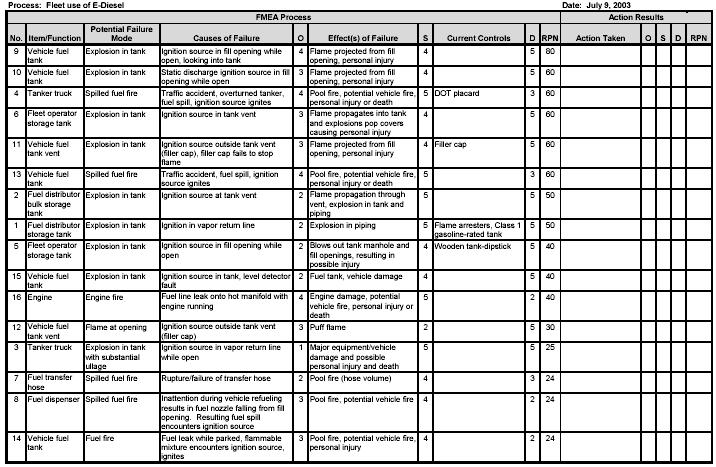 Process: Fleet use of E-Diesel Date: July 9, 2003
FMEA Process Action Results
No. Item/Function Potential Failure Mode Causes of Failure O Effect(s) of Failure S Current Controls D RPN Action Taken O S D RPN
9 Vehicle fuel tank Explosion in tank Ignition source in fill opening while open, looking into tank 4 Flame projected from fill opening, personal injury 4 5 80
10 Vehicle fuel tank Explosion in tank Static discharge ignition source in fill opening while open 3 Flame projected from fill opening, personal injury 4 5 60
4 Tanker truck Spilled fuel fire Traffic accident, overturned tanker, fuel spill, ignition source ignites 4 Pool fire, potential vehicle fire, personal injury or death 5 DOT placard 3 60
6 Fleet operator storage tank Explosion in tank Ignition source in tank vent 3 Flame propagates into tank and explosions pop covers causing personal injury 4 5 60
11 Vehicle fuel tank vent Explosion in tank Ignition source outside tank vent (filler cap), filler cap fails to stop flame 3 Flame projected from fill opening, personal injury 4 Filler cap 5 60
13 Vehicle fuel tank Spilled fuel fire Traffic accident, fuel spill, ignition source ignites 4 Pool fire, potential vehicle fire, personal injury or death 5 3 60
2 Fuel distributor bulk storage tank Explosion in tank Ignition source at tank vent 2 Flame propagation through vent, explosion in tank and piping 5 5 50
1 Fuel distributor storage tank Explosion in tank Ignition in vapor return line 2 Explosion in piping 5 Flame arresters, Class 1 gasoline-rated tank 5 50
5 Fleet operator storage tank Explosion in tank Ignition source in fill opening while open 2 Blows out tank manhole and fill openings, resulting in possible injury 4 Wooden tank-dipstick 5 40
15 Vehicle fuel tank Explosion in tank Ignition source in tank, level detector fault 2 Fuel tank, vehicle damage 4 5 40
16 Engine Engine fire Fuel line leak onto hot manifold with engine running 4 Engine damage, potential vehicle fire, personal injury or death 5 2 40
12 Vehicle fuel tank vent Flame at opening Ignition source outside tank vent (filler cap) 3 Puff flame 2 5 30
3 Tanker truck Explosion in tank with substantial ullage Ignition source in vapor return line while open 1 Major equipment/vehicle damage and possible personal injury and death 5 5 25
7 Fuel transfer hose Spilled fuel fire Rupture/failure of transfer hose 2 Pool fire (hose volume) 4 3 24
8 Fuel dispenser Spilled fuel fire Inattention during vehicle refueling results in fuel nozzle falling from fill opening. Resulting fuel spill encounters ignition source 3 Pool fire, potential vehicle fire 4 2 24
14 Vehicle fuel tank Fuel fire Fuel leak while parked, flammable mixture encounters ignition source, ignites 3 Pool fire, potential vehicle fire, personal injury 4 2 24